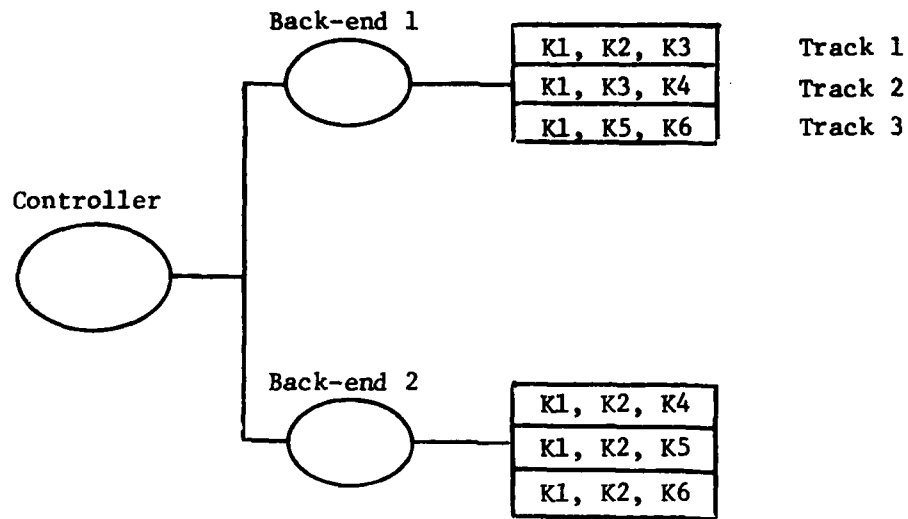 Back-end 1
K1, K2, K3 Track 1
K1, K3, K4 Track 2
K1, K5, K6 Track 3
Controller
Back-end 2
K1, K2, K4
K1, K2, K5
K1, K2, K6